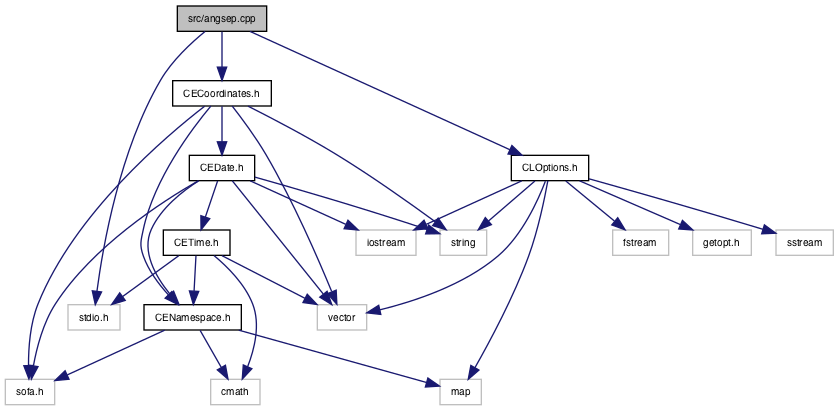 src/angsep.cpp
CECoordinates.h
CEDate.h
CLOptions.h
CETime.h
iostream
string
fstream
getopt.h
sstream
stdio.h
CENamespace.h
vector
sofa.h
cmath
map